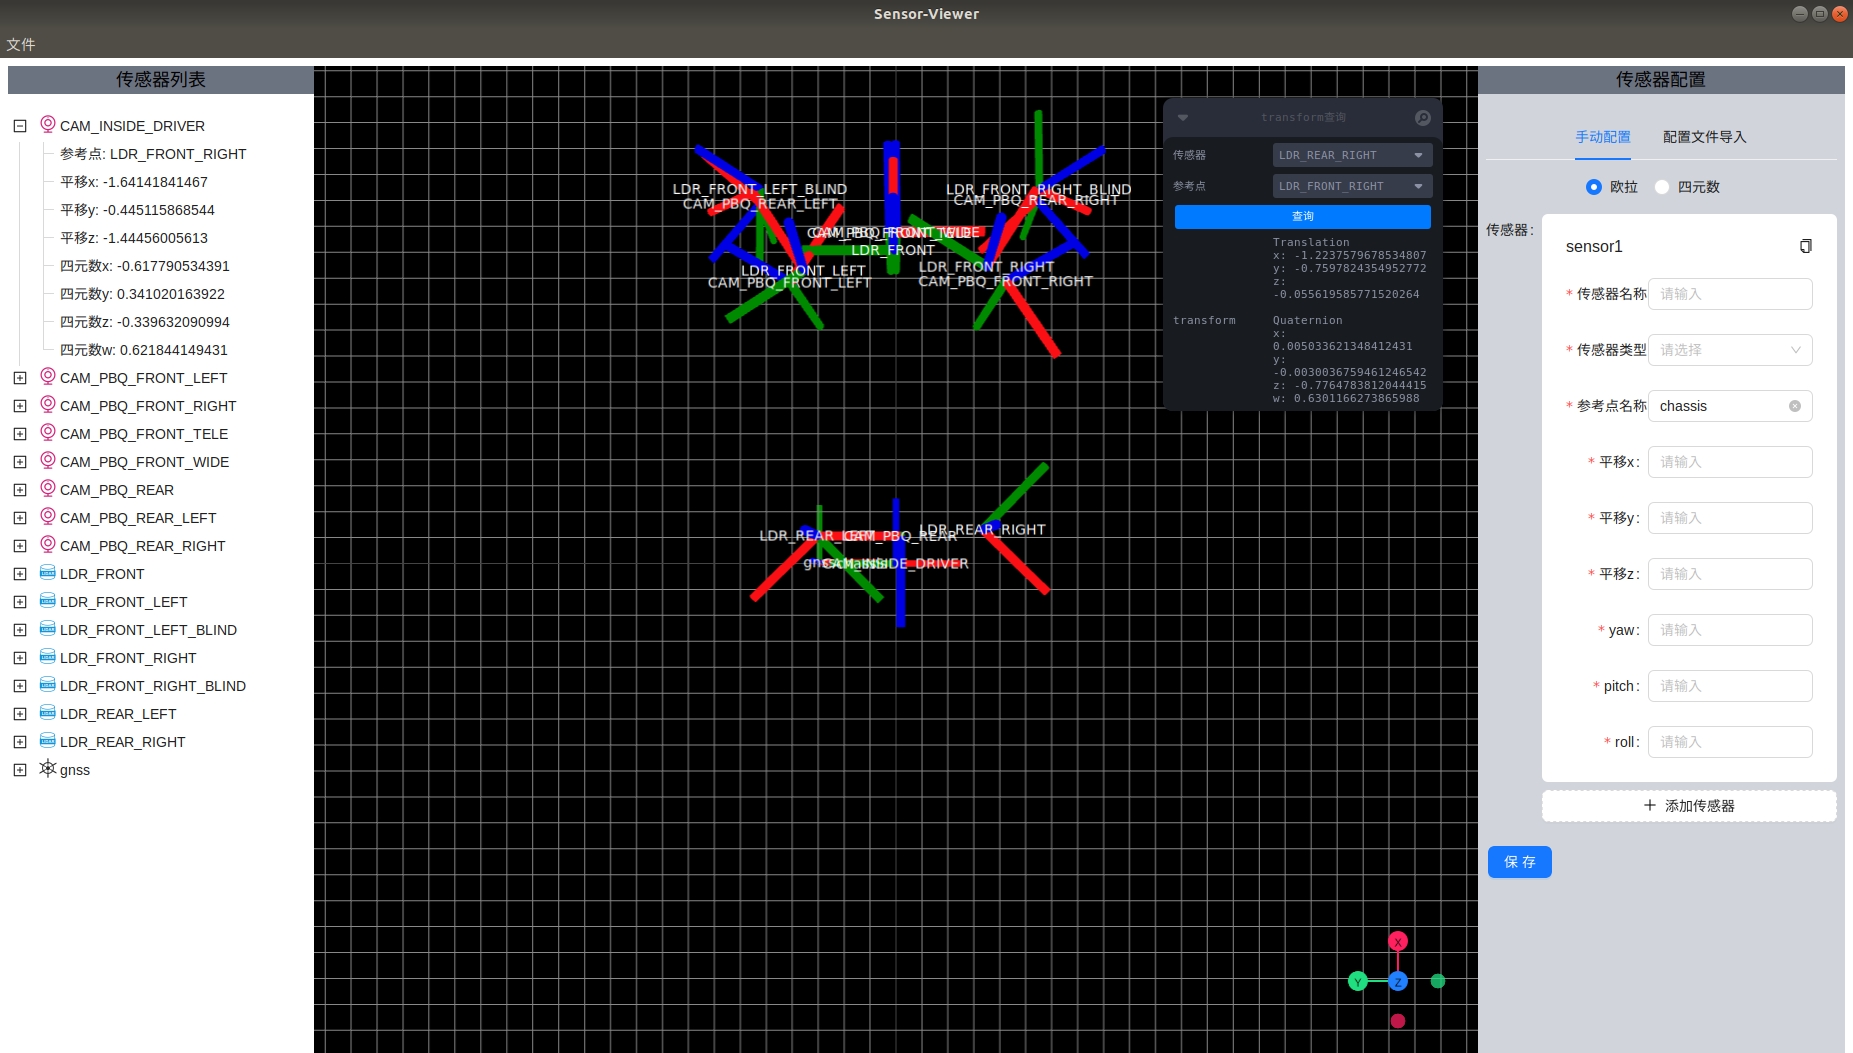 Sensor-Viewer
文件
传感器列表
CAM_INSIDE_DRIVER
参考点: LDR_FRONT_RIGHT
平移x: -1.64141841467
平移y: -0.445115868544
平移z: -1.44456005613
四元数x: -0.617790534391
四元数y: 0.341020163922
四元数z: -0.339632090994
四元数w: 0.621844149431
CAM_PBQ_FRONT_LEFT
CAM_PBQ_FRONT_RIGHT
CAM_PBQ_FRONT_TELE
CAM_PBQ_FRONT_WIDE
CAM_PBQ_REAR
CAM_PBQ_REAR_LEFT
CAM_PBQ_REAR_RIGHT
LDR_FRONT
LDR_FRONT_LEFT
LDR_FRONT_LEFT_BLIND
LDR_FRONT_RIGHT
LDR_FRONT_RIGHT_BLIND
LDR_REAR_LEFT
LDR_REAR_RIGHT
gnss
LDR_FRONT_LEFT_BLIND
CAM_PBQ_REAR_LEFT
LDR_FRONT_RIGHT_BLIND
CAM_PBQ_REAR_RIGHT
LDR_FRONT
LDR_FRONT_LEFT
CAM_PBQ_FRONT_LEFT
LDR_FRONT_RIGHT
CAM_PBQ_FRONT_RIGHT
LDR_REAR_LEFT
CAM_PBQ_REAR
LDR_REAR_RIGHT
CAM_INSIDE_DRIVER
transform查询
传感器 LDR_REAR_RIGHT
参考点 LDR_FRONT_RIGHT
查询
Translation
x: -1.2237579678534807
y: -0.7597824354952772
z:
-0.055619585771520264
transform Quaternion
x:
0.005033621348412431
y:
-0.0030036759461246542
z: -0.7764783812044415
w: 0.6301166273865988
X
Y Z
传感器配置
手动配置 配置文件导入
欧拉 四元数
传感器:
sensor1
* 传感器名称 请输入
* 传感器类型 请选择
* 参考点名称 chassis
* 平移x: 请输入
* 平移y: 请输入
* 平移z: 请输入
* yaw: 请输入
* pitch: 请输入
* roll: 请输入
+ 添加传感器
保 存